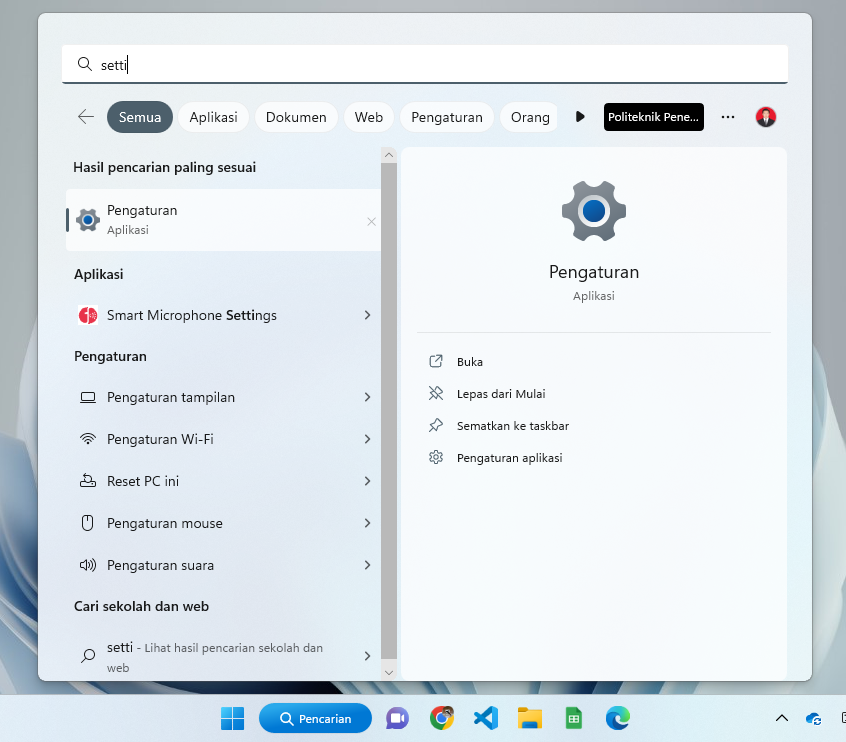 setti
Semua
Aplikasi
Dokumen
Web
Pengaturan
Orang
Politeknik Pene...
Hasil pencarian paling sesuai
Pengaturan
Aplikasi
Aplikasi
Smart Microphone Settings
Pengaturan
Pengaturan tampilan
Pengaturan Wi-Fi
Reset PC ini
Pengaturan mouse
Pengaturan suara
Cari sekolah dan web
setti - Lihat hasil pencarian sekolah dan
web
Pengaturan
Aplikasi
Buka
Lepas dari Mulai
Sematkan ke taskbar
Pengaturan aplikasi
Pencarian